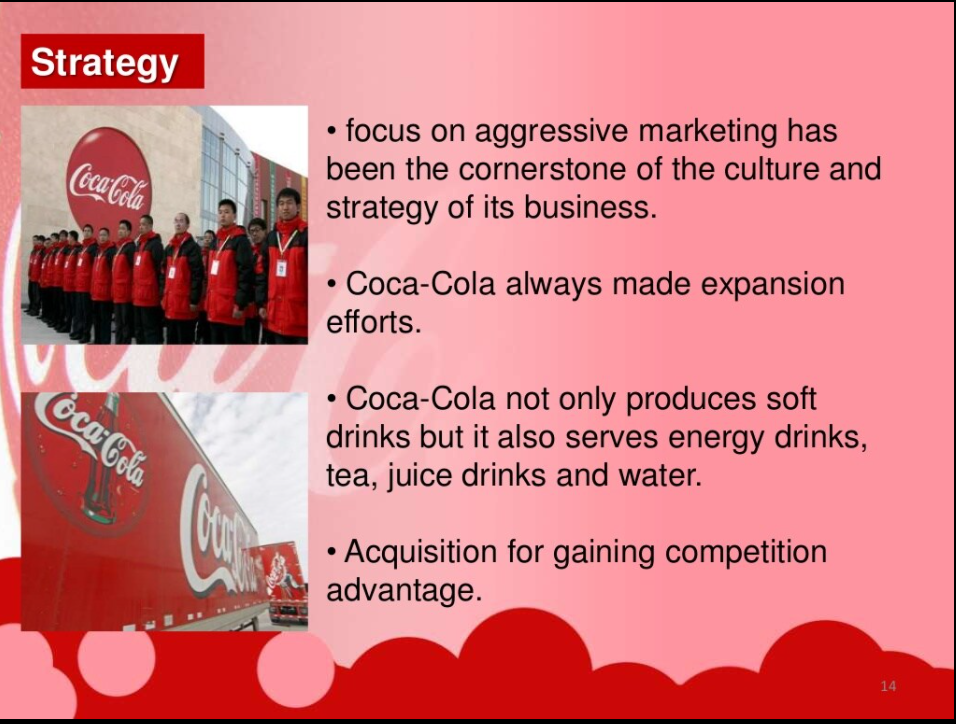 Strategy
Coca-Cola
• focus on aggressive marketing has
been the cornerstone of the culture and
strategy of its business.
• Coca-Cola always made expansion
efforts.
• Coca-Cola not only produces soft
drinks but it also serves energy drinks,
tea, juice drinks and water.
• Acquisition for gaining competition
advantage.
Coca-Cola
Coca-Cola
Coca-Cola
14